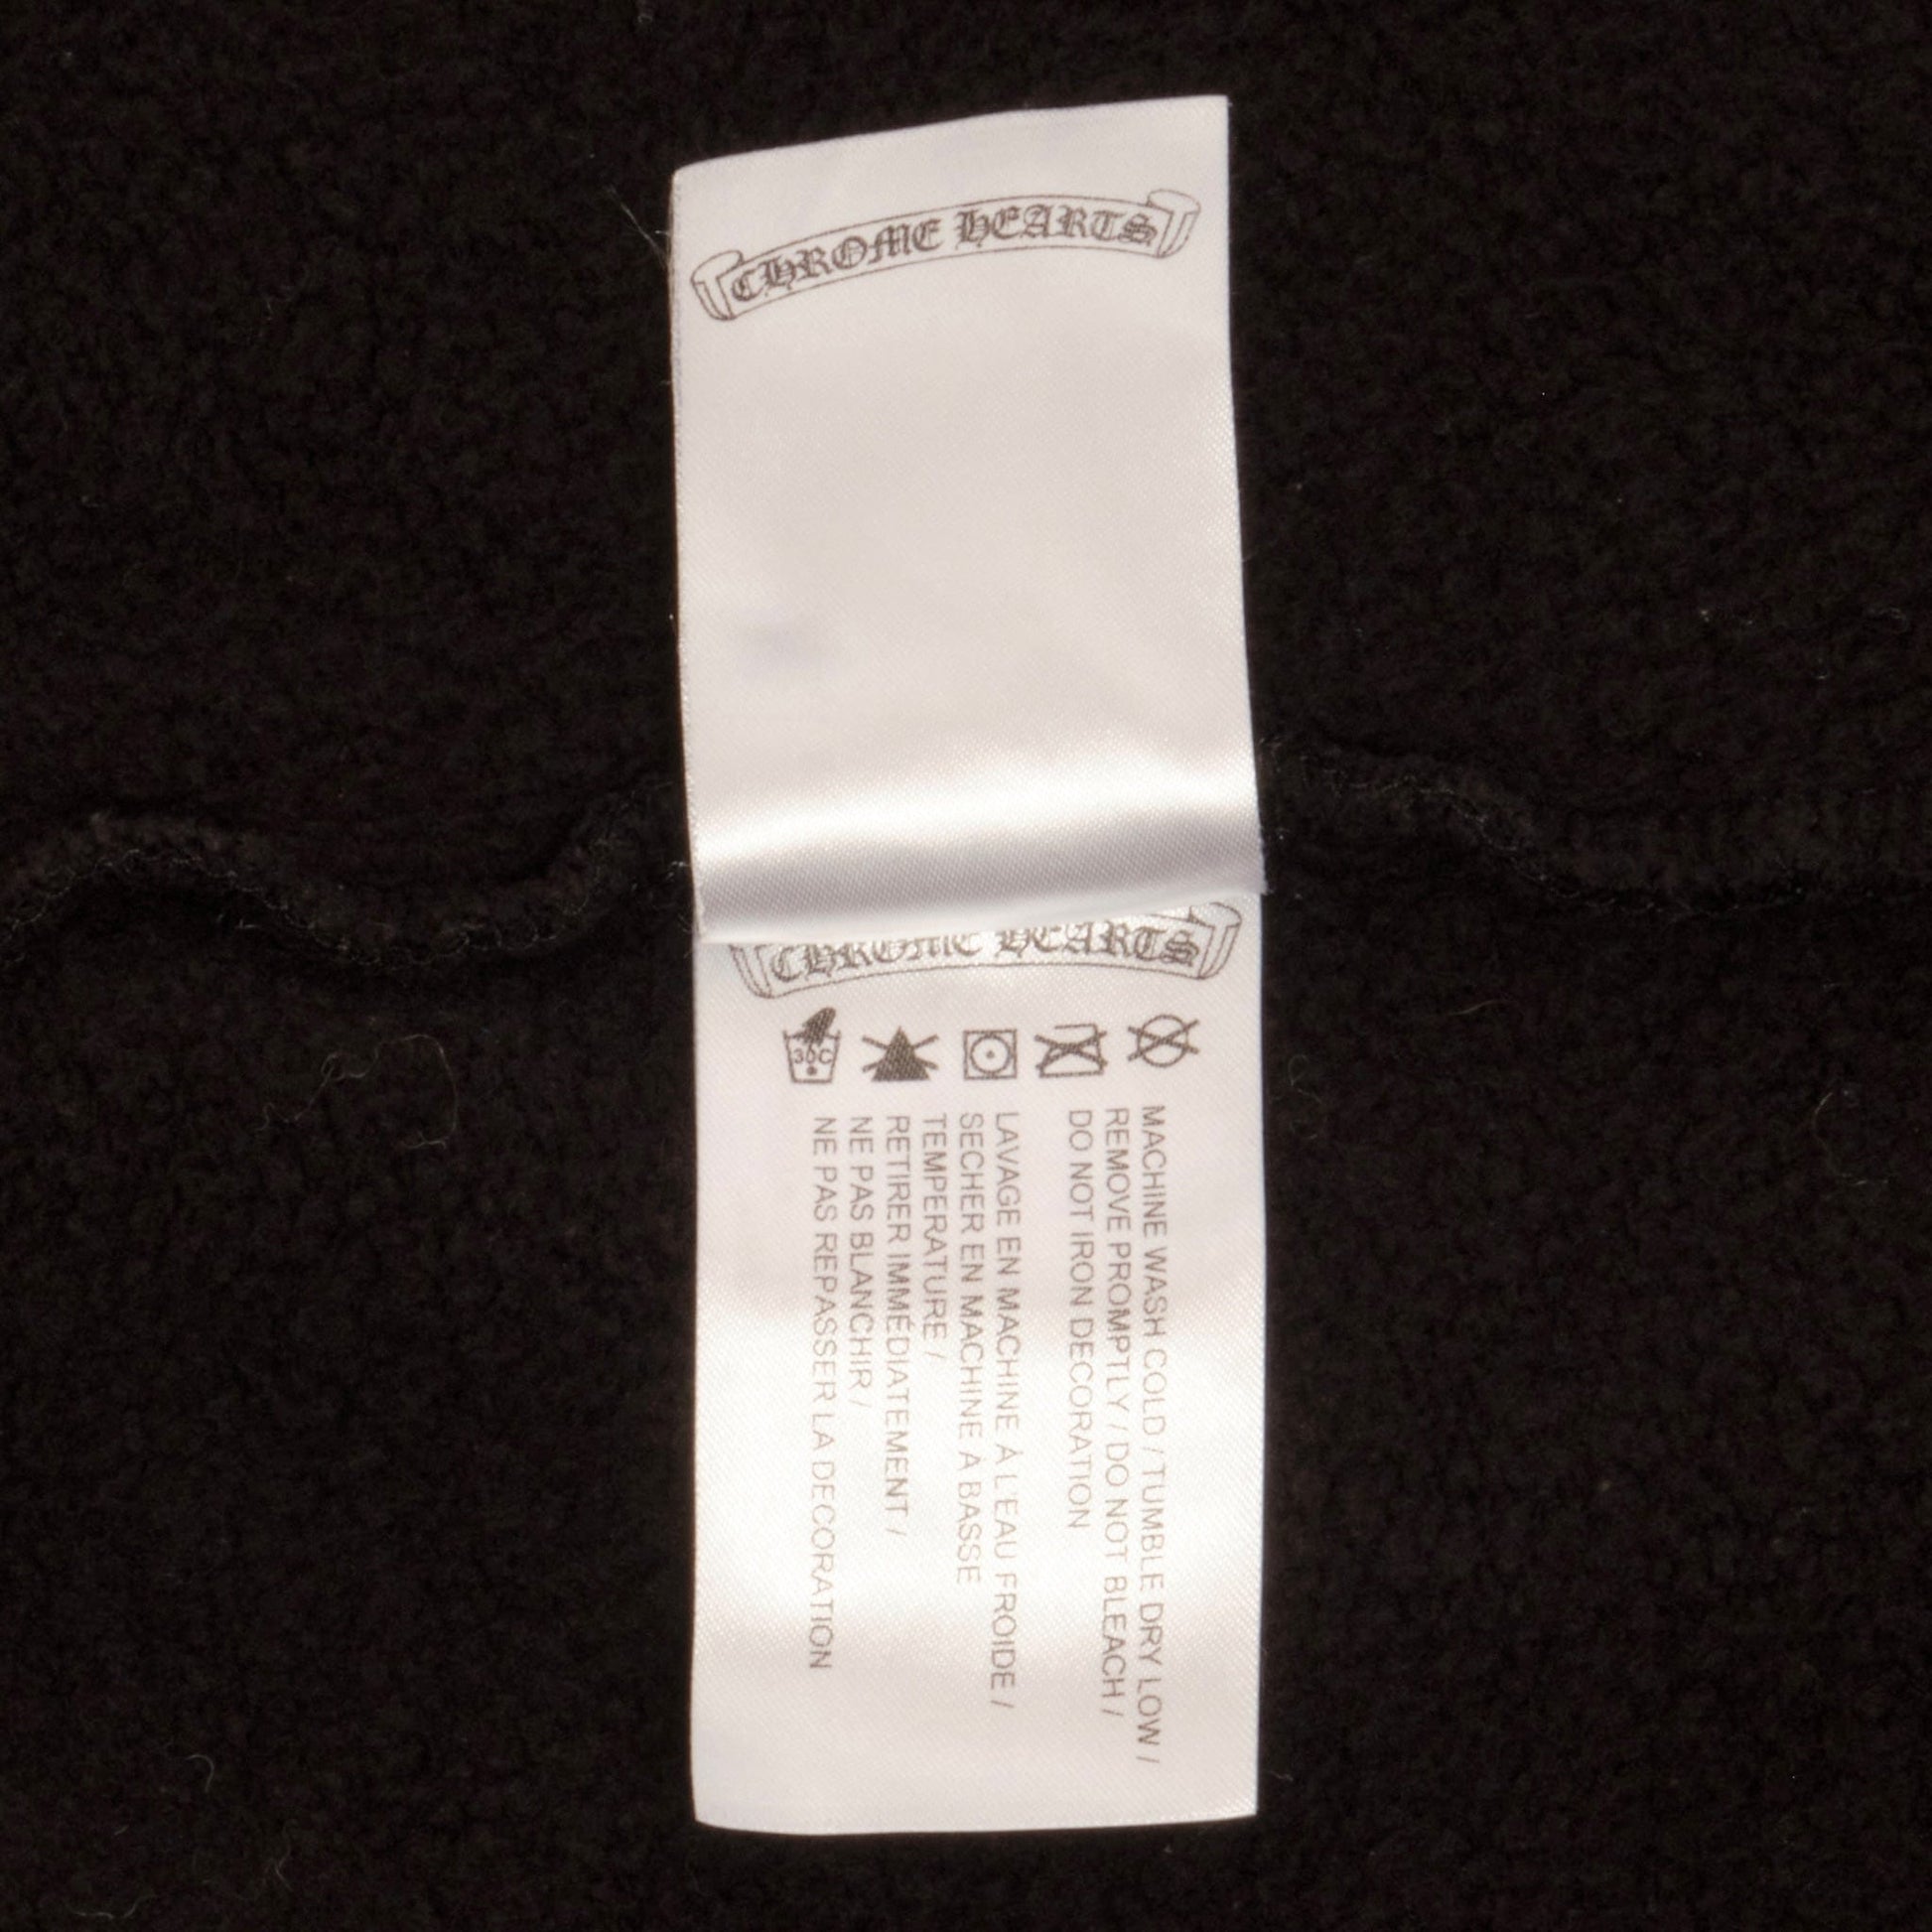 CHROME HEARTS
CHROME HEARTS
30C
MACHINE WASH COLD / TUMBLE DRY LOW /
REMOVE PROMPTLY / DO NOT BLEACH /
DO NOT IRON DECORATION
LAVAGE EN MACHINE À L'EAU FROIDE /
SECHER EN MACHINE À BASSE
TEMPERATURE /
RETIRER IMMÉDIATEMENT /
NE PAS BLANCHIR /
NE PAS REPASSER LA DECORATION